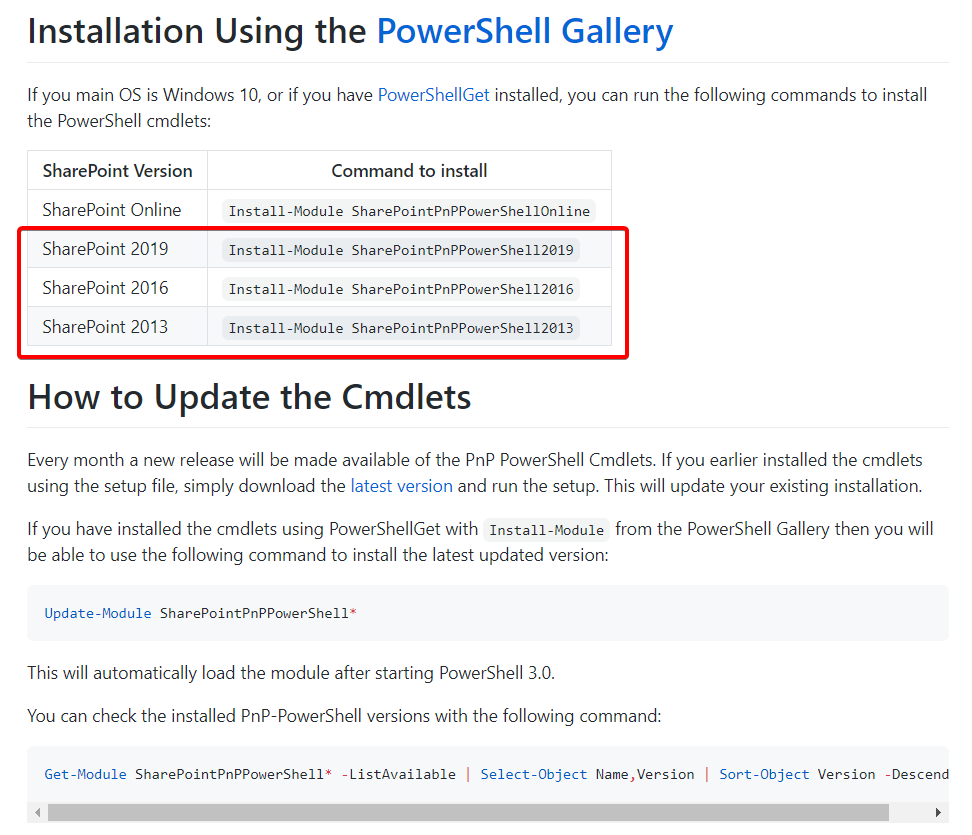 Installation Using the PowerShell Gallery
If you main OS is Windows 10, or if you have PowerShellGet installed, you can run the following commands to install
the PowerShell cmdlets:
SharePoint Version Command to install
SharePoint Online Install-Module SharePointPnPPowerShellOnline
SharePoint 2019 Install-Module SharePointPnPPowerShell2019
SharePoint 2016 Install-Module SharePointPnPPowerShell2016
SharePoint 2013 Install-Module SharePointPnPPowerShell2013
How to Update the Cmdlets
Every month a new release will be made available of the PnP PowerShell Cmdlets. If you earlier installed the cmdlets
using the setup file, simply download the latest version and run the setup. This will update your existing installation.
If you have installed the cmdlets using PowerShellGet with Install-Module from the PowerShell Gallery then you will
be able to use the following command to install the latest updated version:
Update-Module SharePointPnPPowerShell*
This will automatically load the module after starting PowerShell 3.0.
You can check the installed PnP-PowerShell versions with the following command:
Get-Module SharePointPnPPowerShell* -ListAvailable | Select-Object Name,Version | Sort-Object Version -Descend